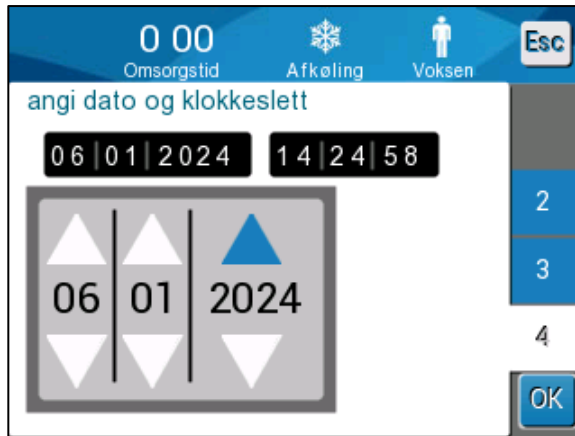 0 00
Omsorgstid
Afkøling
Voksen
Esc
angi dato og klokkeslett
06|01|2024
14|24|58
06
01
2024
2
3
4
OK